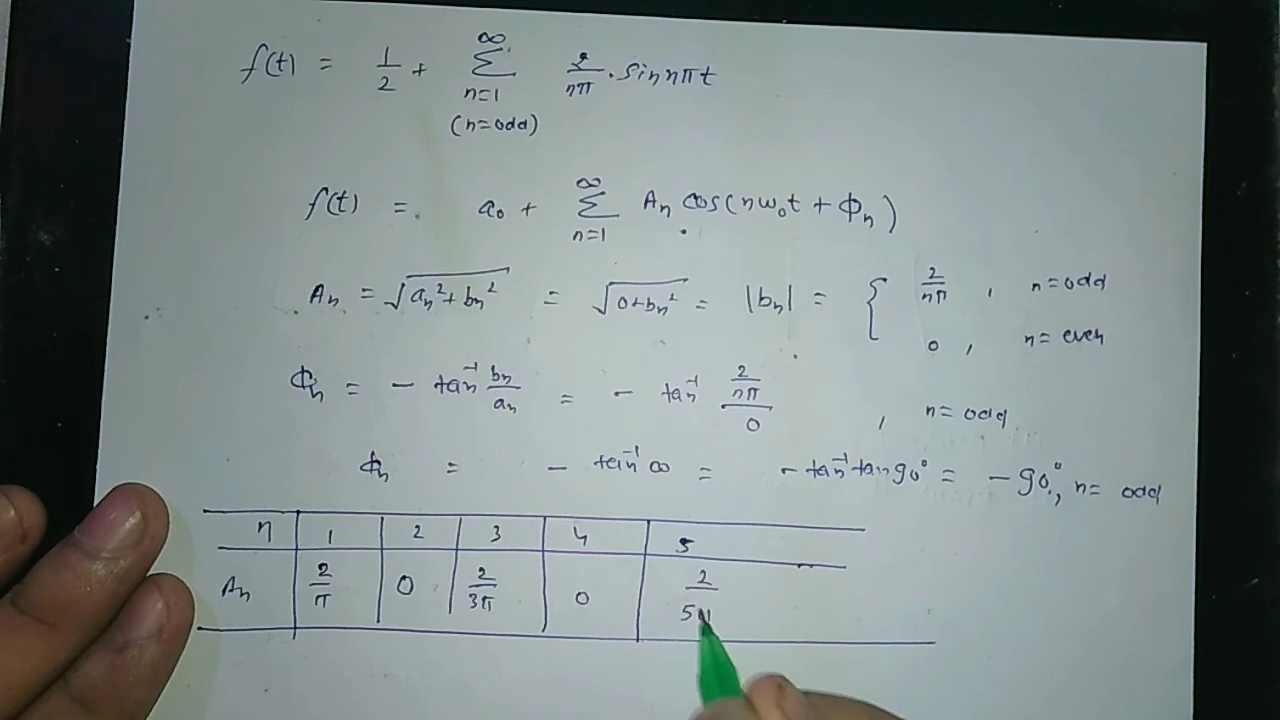 f(t) = 1/2 + ∞ Σ n=1 (n=odd) 2/nπ · sin nπt
f(t) = a₀ + ∞ Σ n=1 Aₙ cos(nω₀t + Φₙ)
Aₙ = √(aₙ² + bₙ²) = √(0+bₙ²) = |bₙ| = { 2/nπ , n=odd
0 , n= even
Φₙ = - tan⁻¹ bₙ/aₙ = - tan⁻¹ (2/nπ)/0 , n= odd
Φₙ = - tan⁻¹ ∞ = - tan⁻¹ tan 90° = - 90°, n= odd
n 1 2 3 4 5
Aₙ 2/π 0 2/3π 0 2/5π